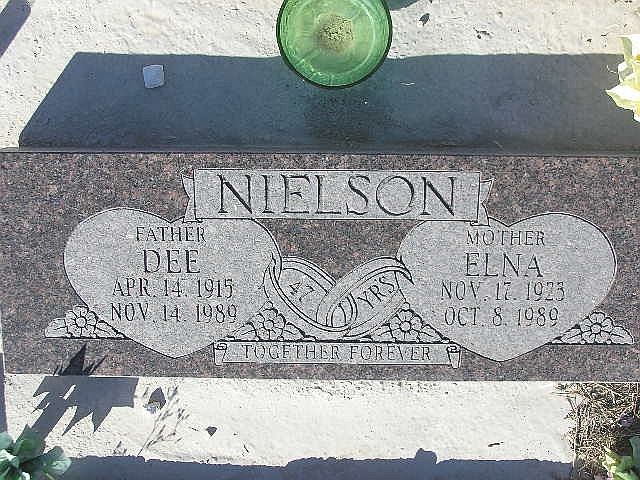 NIELSON
FATHER
DEE
APR. 14. 1915
NOV. 14. 1989
47 YRS
MOTHER
ELNA
NOV. 17. 1923
OCT. 8. 1989
TOGETHER FOREVER